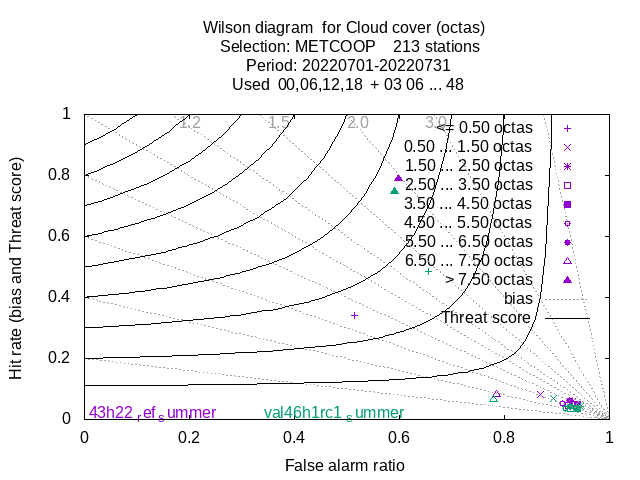 Wilson diagram  for Cloud cover (octas)
Selection: METCOOP    213 stations
Period: 20220701-20220731
Used  00,06,12,18  + 03 06 ... 48
1.2 1.5 2.0 3.0
<= 0.50 octas
0.50 ... 1.50 octas
1.50 ... 2.50 octas
2.50 ... 3.50 octas
3.50 ... 4.50 octas
4.50 ... 5.50 octas
5.50 ... 6.50 octas
6.50 ... 7.50 octas
> 7.50 octas
bias
Threat score
1
0.8
0.6
0.4
0.2
0
Hit rate (bias and Threat score)
43h22_ref_summer val46h1rc1_summer
0 0.2 0.4 0.6 0.8 1
False alarm ratio